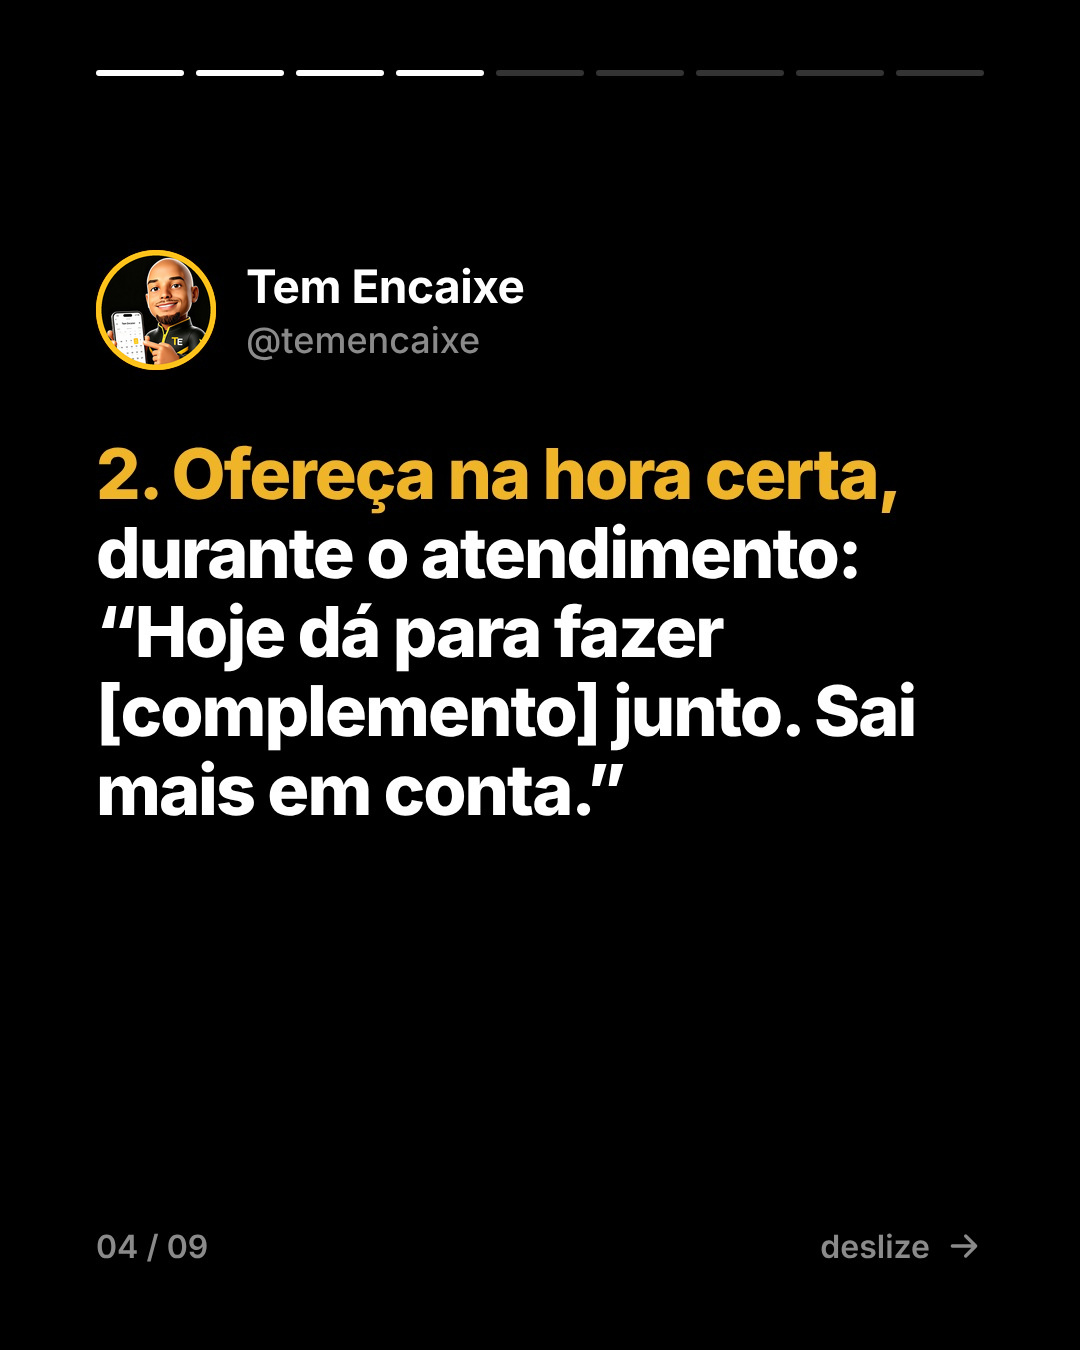 Tem Encaixe
@temencaixe
2. Ofereça na hora certa,
durante o atendimento:
“Hoje dá para fazer
[complemento] junto. Sai
mais em conta.”
04 / 09
deslize →